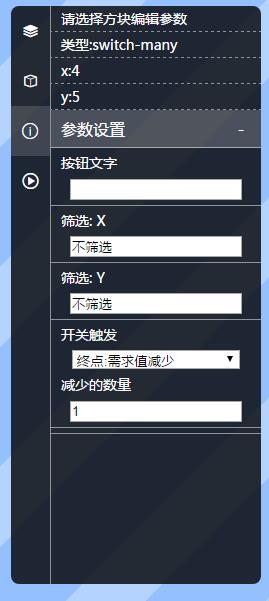 请选择方块编辑参数
类型:switch-many
x:4
y:5
参数设置 -
按钮文字
筛选: X
不筛选
筛选: Y
不筛选
开关触发
终点:需求值减少
减少的数量
1